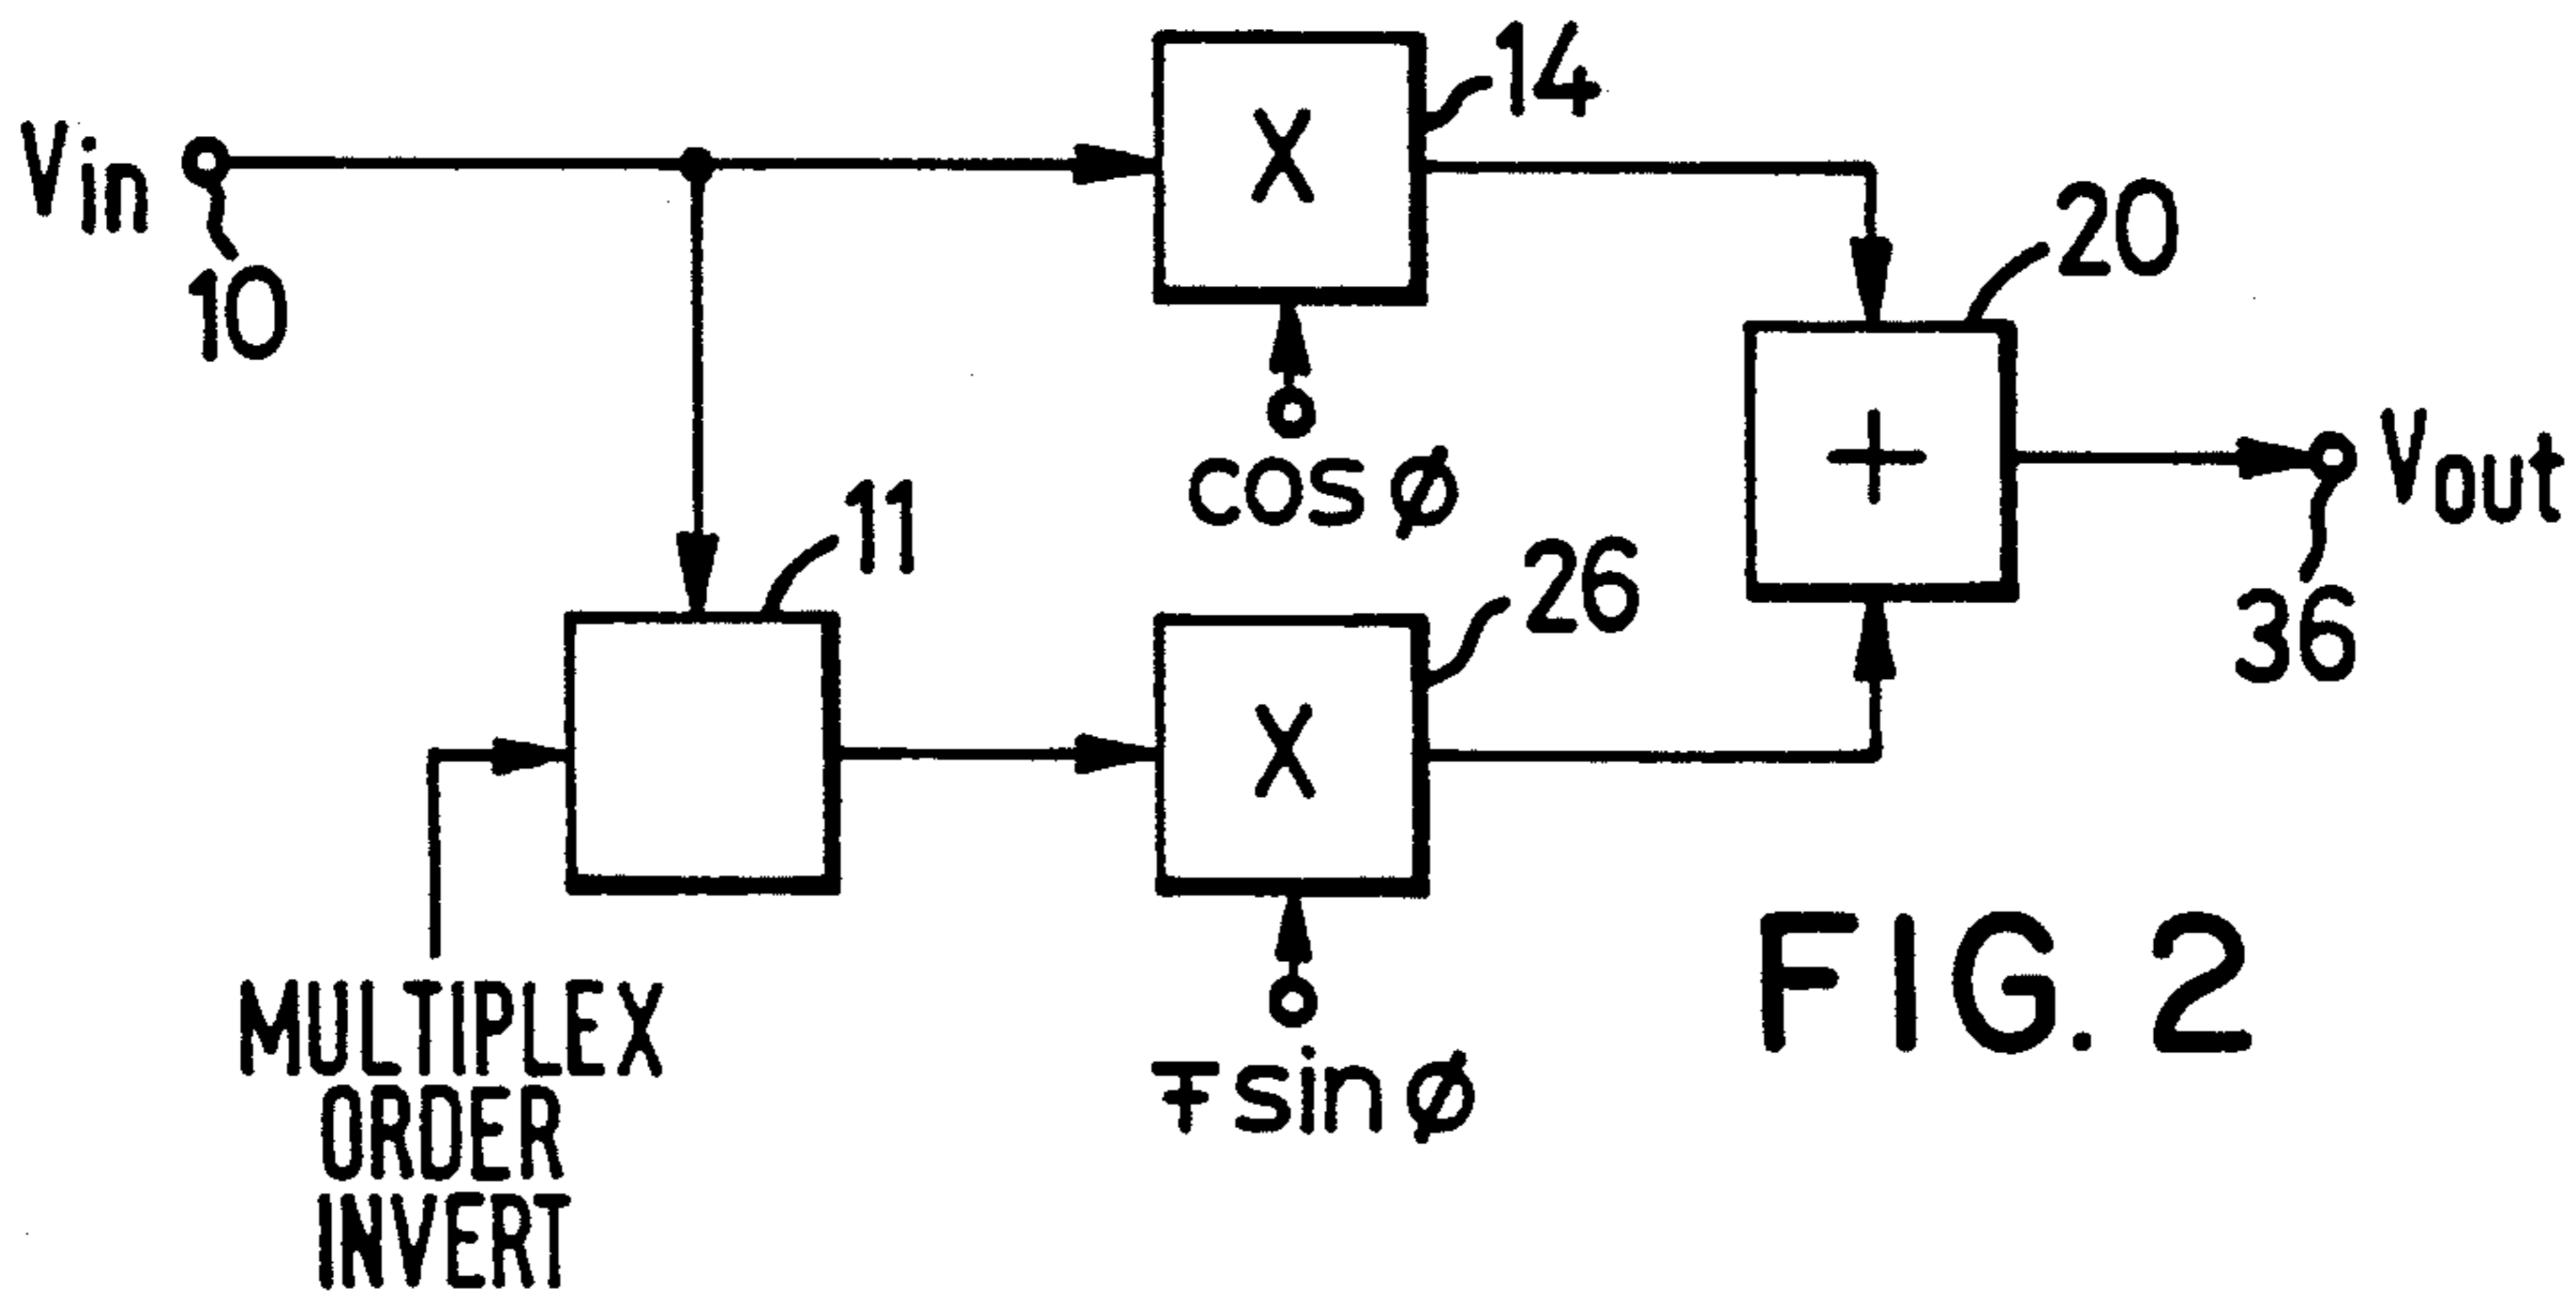 Vin
10
X
14
cos ø
20
+
Vout
36
11
26
X
∓ sin ø
MULTIPLEX
ORDER
INVERT
FIG. 2